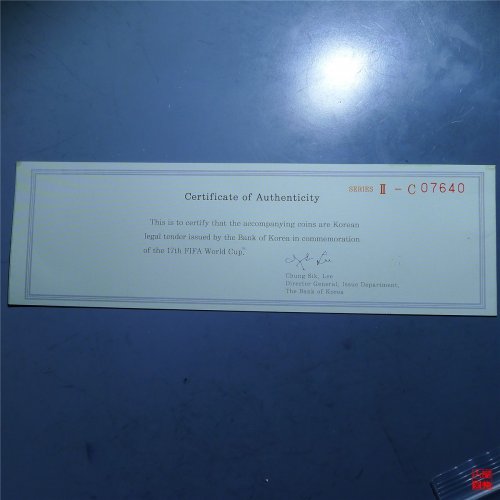 SERIES Ⅱ - C 07640
Certificate of Authenticity
This is to certify that the accompanying coins are Korean
legal tender issued by the Bank of Korea in commemoration
of the 17th FIFA World Cup.™
Chung Sik, Lee
Director General, Issue Department,
The Bank of Korea